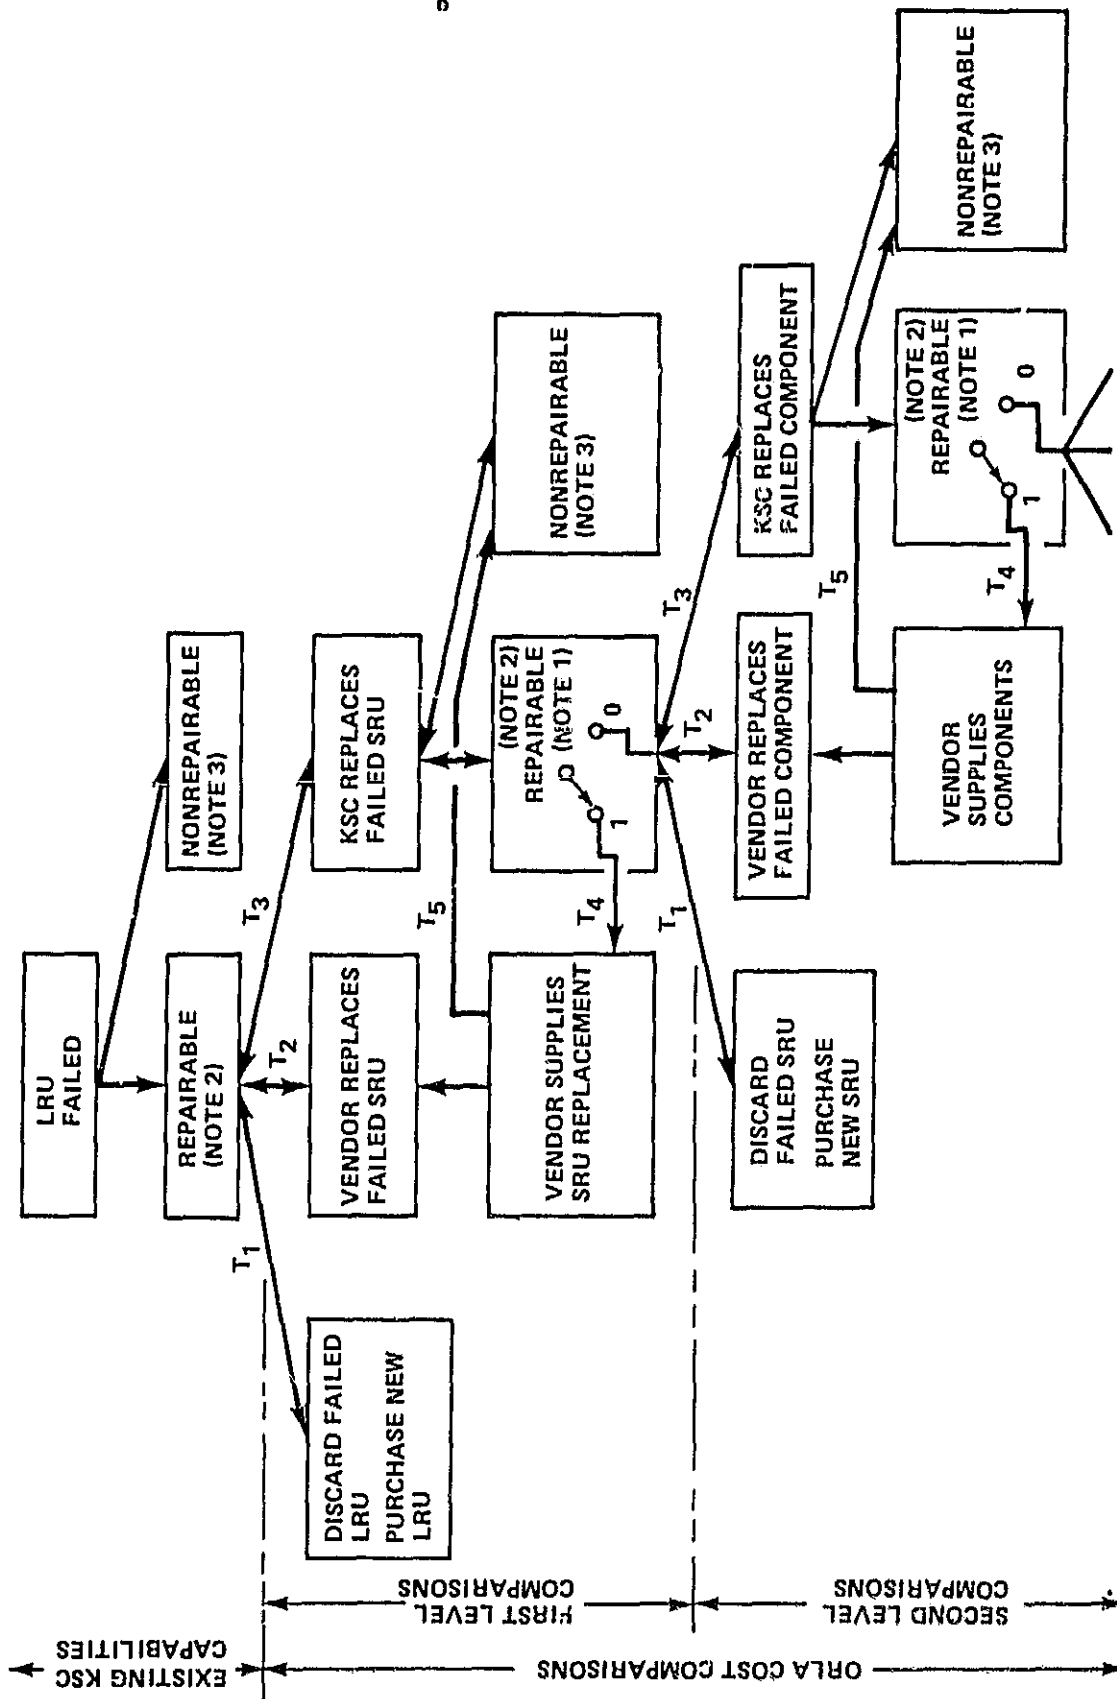 LRU
FAILED
REPAIRABLE
(NOTE 2)
NONREPAIRABLE
(NOTE 3)
T1
T2
T3
DISCARD FAILED
LRU
PURCHASE NEW
LRU
VENDOR REPLACES
FAILED SRU
KSC REPLACES
FAILED SRU
T5
VENDOR SUPPLIES
SRU REPLACEMENT
T4
(NOTE 2)
REPAIRABLE
(NOTE 1)
1
0
NONREPAIRABLE
(NOTE 3)
T1
T2
T3
DISCARD
FAILED SRU
PURCHASE
NEW SRU
VENDOR REPLACES
FAILED COMPONENT
KSC REPLACES
FAILED COMPONENT
T5
VENDOR
SUPPLIES
COMPONENTS
T4
(NOTE 2)
REPAIRABLE
(NOTE 1)
1
0
NONREPAIRABLE
(NOTE 3)
EXISTING KSC
CAPABILITIES
ORLA COST COMPARISONS
FIRST LEVEL
COMPARISONS
SECOND LEVEL
COMPARISONS